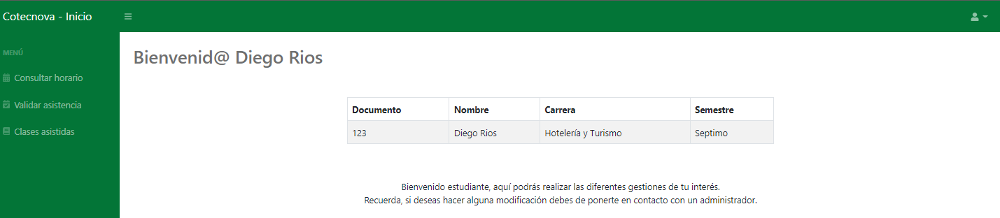 Cotecnova - Inicio
MENÚ
Consultar horario
Validar asistencia
Clases asistidas
Bienvenid@ Diego Rios
Documento Nombre Carrera Semestre
123 Diego Rios Hotelería y Turismo Septimo
Bienvenido estudiante, aquí podrás realizar las diferentes gestiones de tu interés.
Recuerda, si deseas hacer alguna modificación debes de ponerte en contacto con un administrador.